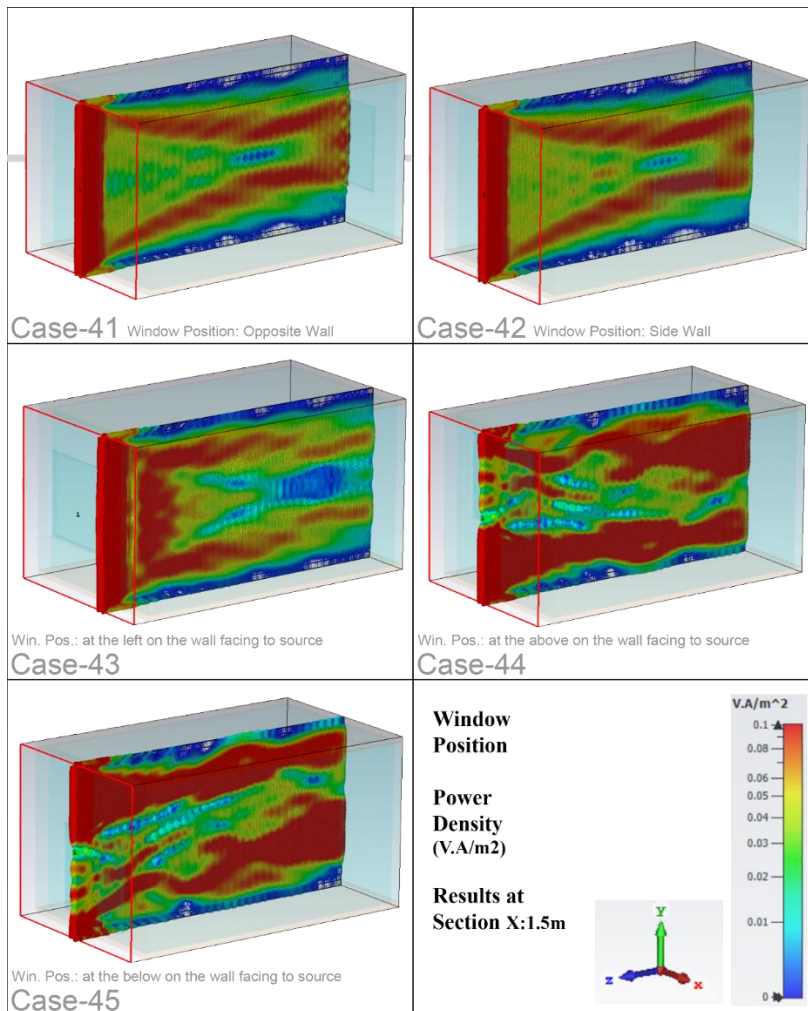 Case-41 Window Position: Opposite Wall
Case-42 Window Position: Side Wall
1
Win. Pos.: at the left on the wall facing to source
Case-43
Win. Pos.: at the above on the wall facing to source
Case-44
Win. Pos.: at the below on the wall facing to source
Case-45
Window
Position
Power
Density
(V.A/m2)
Results at
Section X:1.5m
Y
z
x
V.A/m^2
0.1
0.08
0.06
0.05
0.04
0.03
0.02
0.01
0